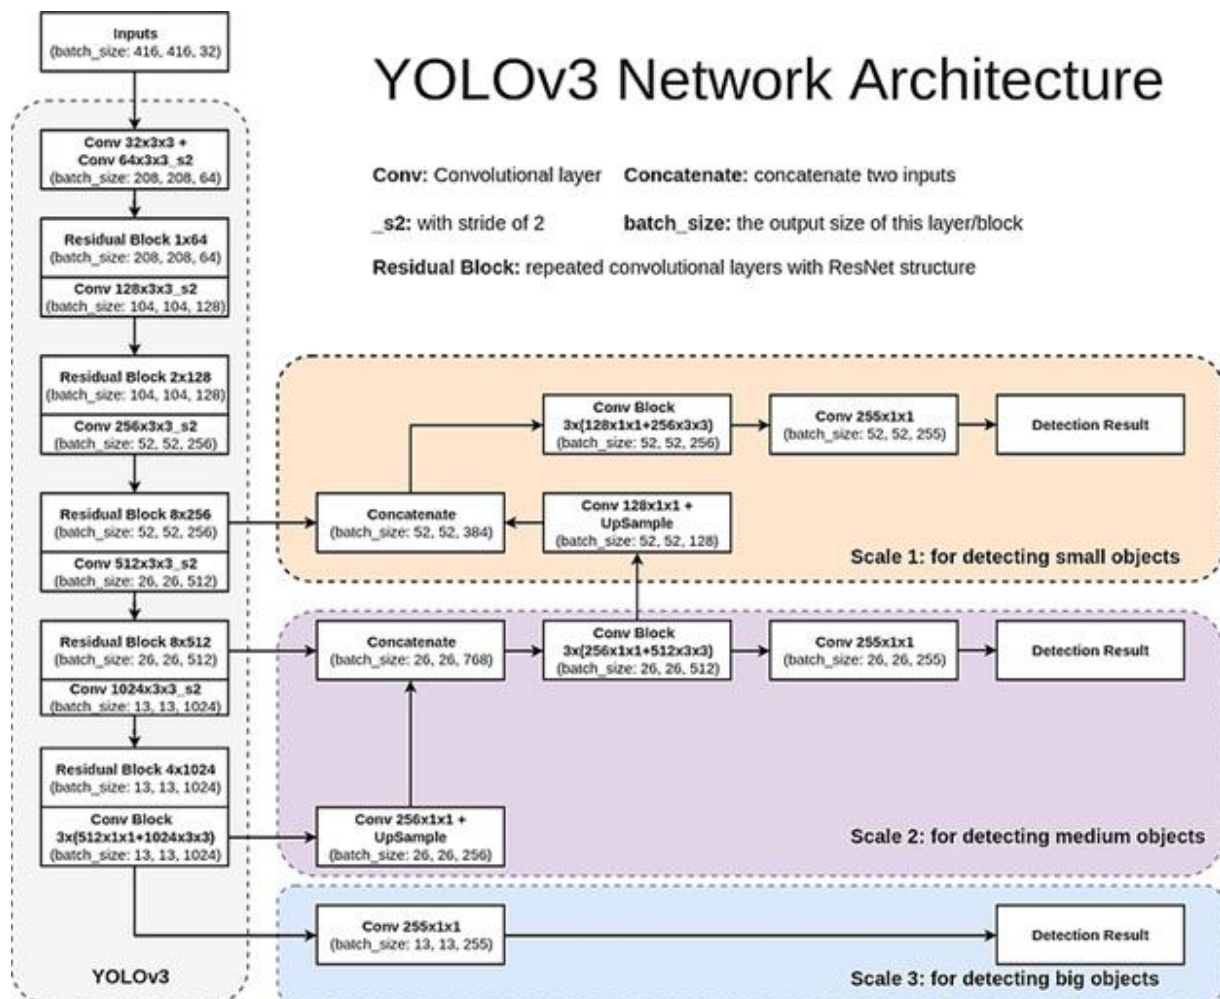 Inputs
(batch_size: 416, 416, 32)
YOLOv3 Network Architecture
Conv: Convolutional layer Concatenate: concatenate two inputs
_s2: with stride of 2 batch_size: the output size of this layer/block
Residual Block: repeated convolutional layers with ResNet structure
Conv 32x3x3 +
Conv 64x3x3_s2
(batch_size: 208, 208, 64)
Residual Block 1x64
(batch_size: 208, 208, 64)
Conv 128x3x3_s2
(batch_size: 104, 104, 128)
Residual Block 2x128
(batch_size: 104, 104, 128)
Conv 256x3x3_s2
(batch_size: 52, 52, 256)
Residual Block 8x256
(batch_size: 52, 52, 256)
Conv 512x3x3_s2
(batch_size: 26, 26, 512)
Residual Block 8x512
(batch_size: 26, 26, 512)
Conv 1024x3x3_s2
(batch_size: 13, 13, 1024)
Residual Block 4x1024
(batch_size: 13, 13, 1024)
Conv Block
3x(512x1x1+1024x3x3)
(batch_size: 13, 13, 1024)
YOLOv3
Conv Block
3x(128x1x1+256x3x3)
(batch_size: 52, 52, 256)
Conv 255x1x1
(batch_size: 52, 52, 255)
Detection Result
Concatenate
(batch_size: 52, 52, 384)
Conv 128x1x1 +
UpSample
(batch_size: 52, 52, 128)
Scale 1: for detecting small objects
Concatenate
(batch_size: 26, 26, 768)
Conv Block
3x(256x1x1+512x3x3)
(batch_size: 26, 26, 512)
Conv 255x1x1
(batch_size: 26, 26, 255)
Detection Result
Conv 256x1x1 +
UpSample
(batch_size: 26, 26, 256)
Scale 2: for detecting medium objects
Conv 255x1x1
(batch_size: 13, 13, 255)
Detection Result
Scale 3: for detecting big objects